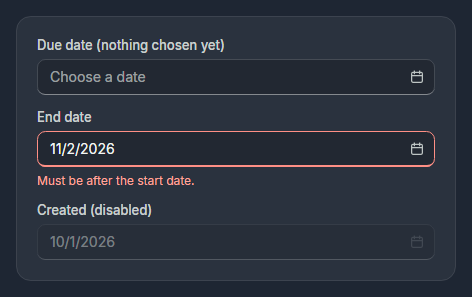 Due date (nothing chosen yet)
Choose a date
End date
11/2/2026
Must be after the start date.
Created (disabled)
10/1/2026